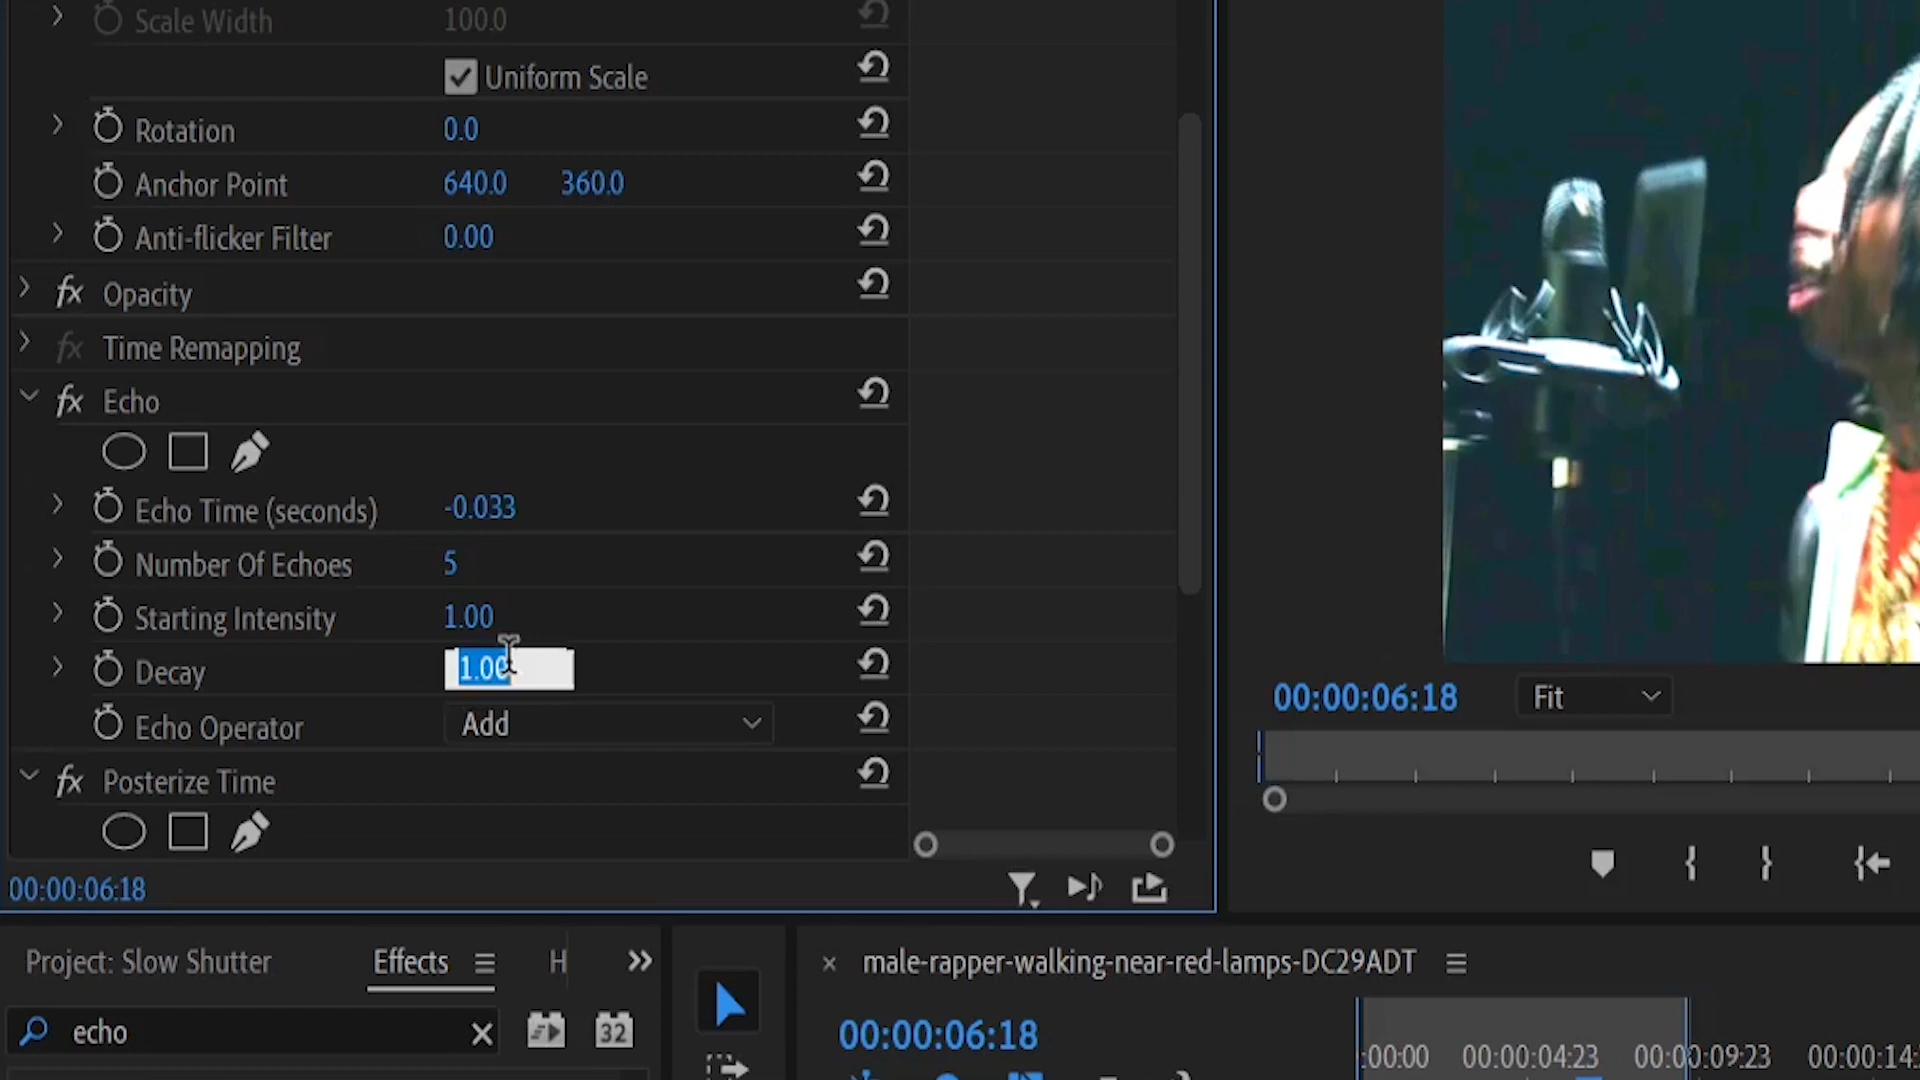 Scale Width 100.0
Uniform Scale
Rotation 0.0
Anchor Point 640.0 360.0
Anti-flicker Filter 0.00
fx Opacity
fx Time Remapping
fx Echo
Echo Time (seconds) -0.033
Number Of Echoes 5
Starting Intensity 1.00
Decay 1.00
Echo Operator Add
fx Posterize Time
00:00:06:18
00:00:06:18 Fit
Project: Slow Shutter Effects H
echo 32
male-rapper-walking-near-red-lamps-DC29ADT
00:00:06:18
:00:00 00:00:04:23 00:00:09:23 00:00:14: